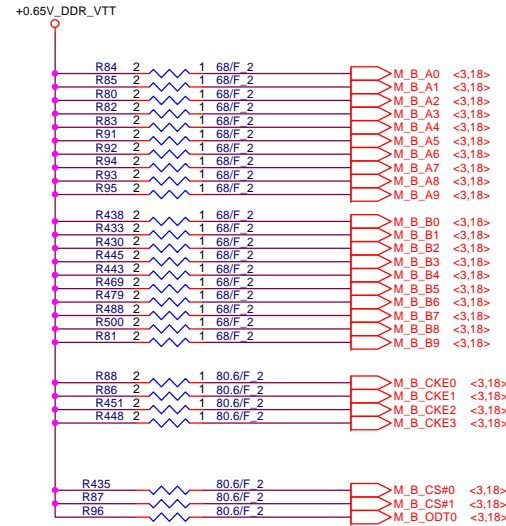 +0.65V_DDR_VTT
R84 2 1 68/F_2 M_B_A0 <3,18>
R85 2 1 68/F_2 M_B_A1 <3,18>
R80 2 1 68/F_2 M_B_A2 <3,18>
R82 2 1 68/F_2 M_B_A3 <3,18>
R83 2 1 68/F_2 M_B_A4 <3,18>
R91 2 1 68/F_2 M_B_A5 <3,18>
R92 2 1 68/F_2 M_B_A6 <3,18>
R94 2 1 68/F_2 M_B_A7 <3,18>
R93 2 1 68/F_2 M_B_A8 <3,18>
R95 2 1 68/F_2 M_B_A9 <3,18>
R438 2 1 68/F_2 M_B_B0 <3,18>
R433 2 1 68/F_2 M_B_B1 <3,18>
R430 2 1 68/F_2 M_B_B2 <3,18>
R445 2 1 68/F_2 M_B_B3 <3,18>
R443 2 1 68/F_2 M_B_B4 <3,18>
R469 2 1 68/F_2 M_B_B5 <3,18>
R479 2 1 68/F_2 M_B_B6 <3,18>
R488 2 1 68/F_2 M_B_B7 <3,18>
R500 2 1 68/F_2 M_B_B8 <3,18>
R81 2 1 68/F_2 M_B_B9 <3,18>
R88 2 1 80.6/F_2 M_B_CKE0 <3,18>
R86 2 1 80.6/F_2 M_B_CKE1 <3,18>
R451 2 1 80.6/F_2 M_B_CKE2 <3,18>
R448 2 1 80.6/F_2 M_B_CKE3 <3,18>
R435 80.6/F_2 M_B_CS#0 <3,18>
R87 80.6/F_2 M_B_CS#1 <3,18>
R96 80.6/F_2 M_B_ODT0 <3,18>